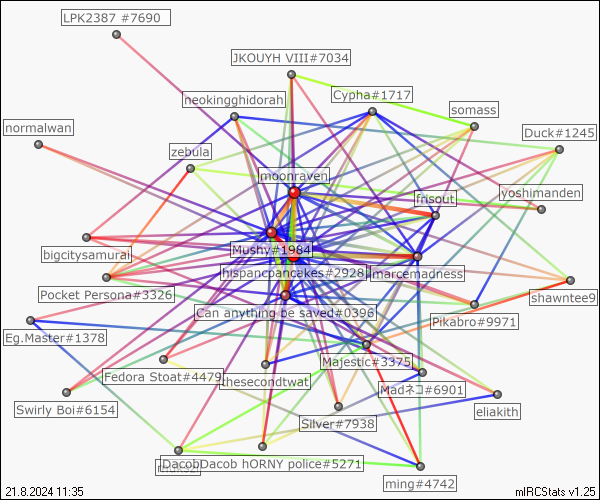 LPK2387 #7690
JKOUYH VIII#7034
neokingghidorah
Cypha#1717
somass
normalwan
Duck#1245
zebula
moonraven
frisout
yoshimanden
Mushy#1984
bigcitysamurai
hispancpancakes#2928
marcemadness
Pocket Persona#3326
shawntee9
Can anything be saved#0396
Pikabro#9971
Eg.Master#1378
Majestic#3375
Fedora Stoat#4479
thesecondtwat
Madネコ#6901
Swirly Boi#6154
eliakith
Silver#7938
DacobDacob hORNY police#5271
ming#4742
21.8.2024 11:35
mIRCStats v1.25